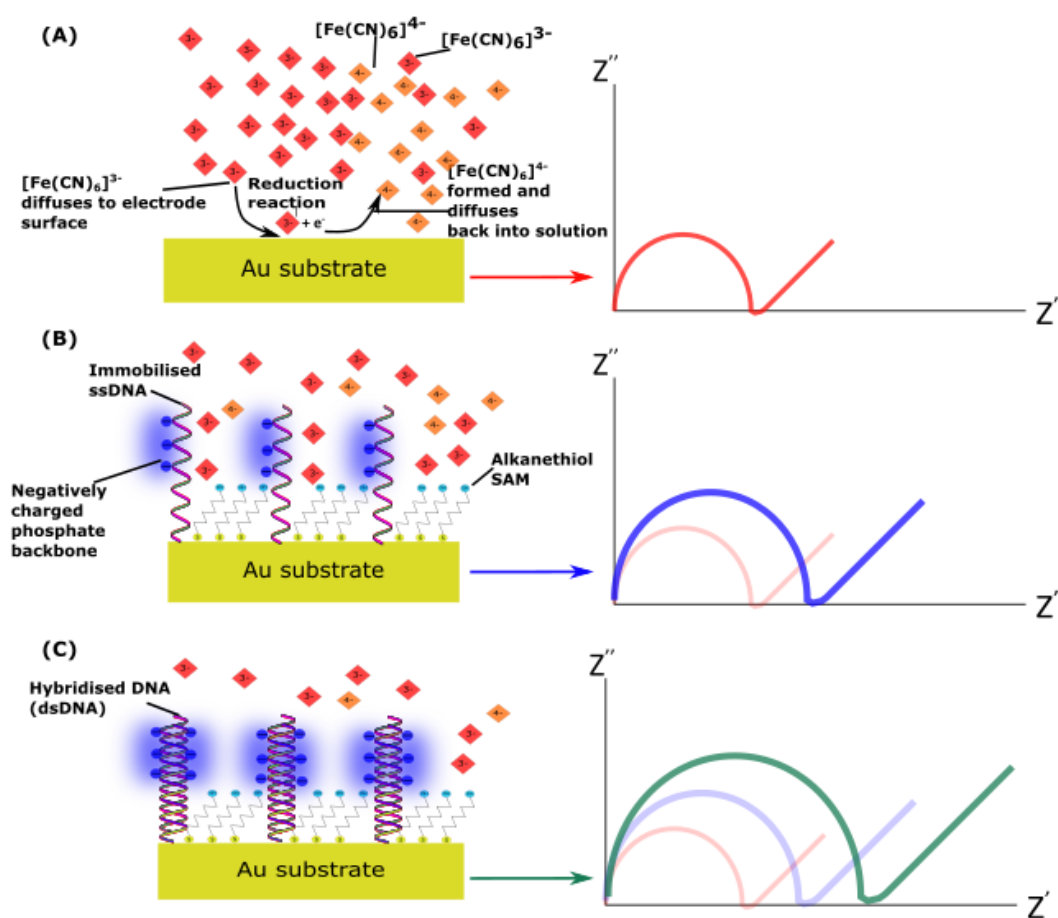 (A)
[Fe(CN)6]4-
[Fe(CN)6]3-
[Fe(CN)6]3-
diffuses to electrode
surface
Reduction
reaction
3- + e-
[Fe(CN)6]4-
formed and
diffuses
back into solution
Au substrate
Z''
Z'
(B)
Immobilised
ssDNA
Negatively
charged
phosphate
backbone
Alkanethiol
SAM
Au substrate
Z''
Z'
(C)
Hybridised DNA
(dsDNA)
Au substrate
Z''
Z'